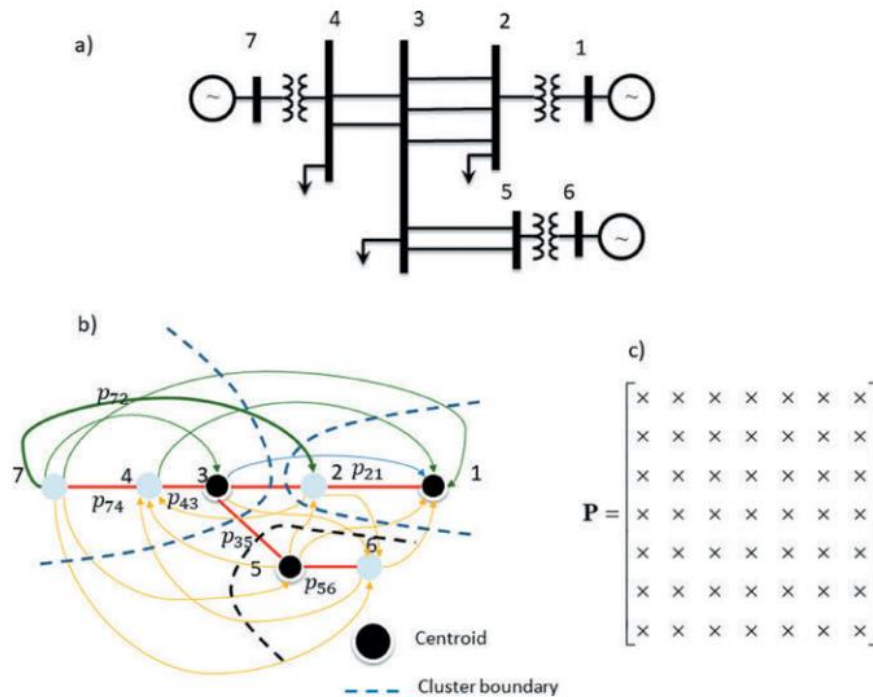 a)
4 3 2
7 1
~ ~
5 6
~
b)
c)
p72
7 4 3 2 p21 1
p74 p43
p35 6
5
p56
P =
× × × × × × ×
× × × × × × ×
× × × × × × ×
× × × × × × ×
× × × × × × ×
× × × × × × ×
× × × × × × ×
Centroid
Cluster boundary